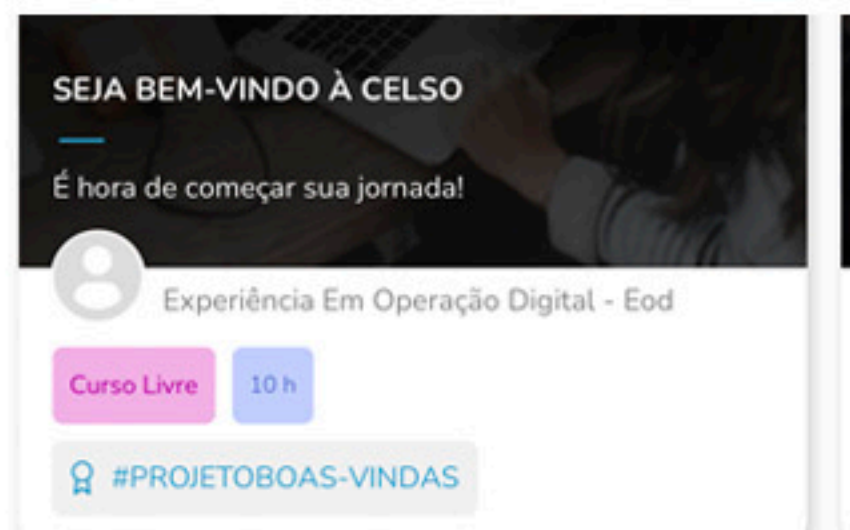 SEJA BEM-VINDO À CELSO
É hora de começar sua jornada!
Experiência Em Operação Digital - Eod
Curso Livre
10 h
#PROJETOBOAS-VINDAS